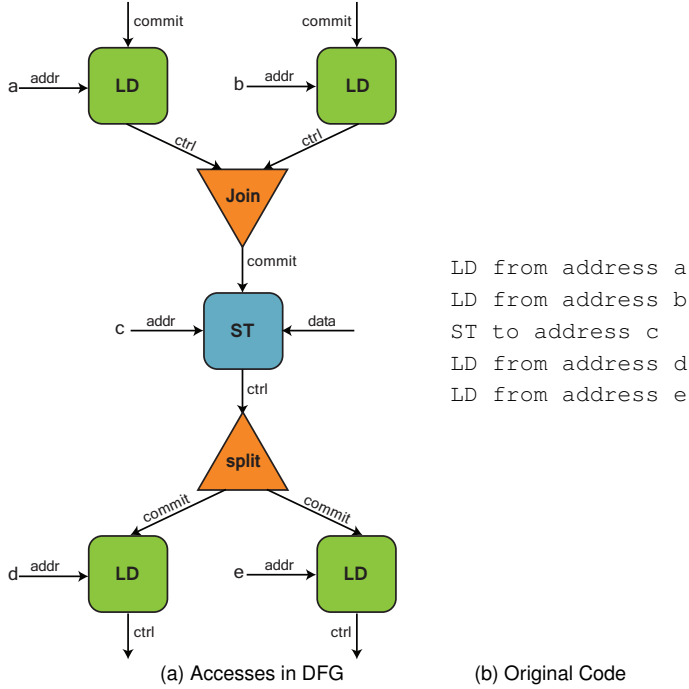 commit
commit
a addr LD
b addr LD
ctrl
ctrl
Join
commit
c addr ST data
ctrl
split
commit
commit
d addr LD
e addr LD
ctrl
ctrl
(a) Accesses in DFG
LD from address a
LD from address b
ST to address c
LD from address d
LD from address e
(b) Original Code